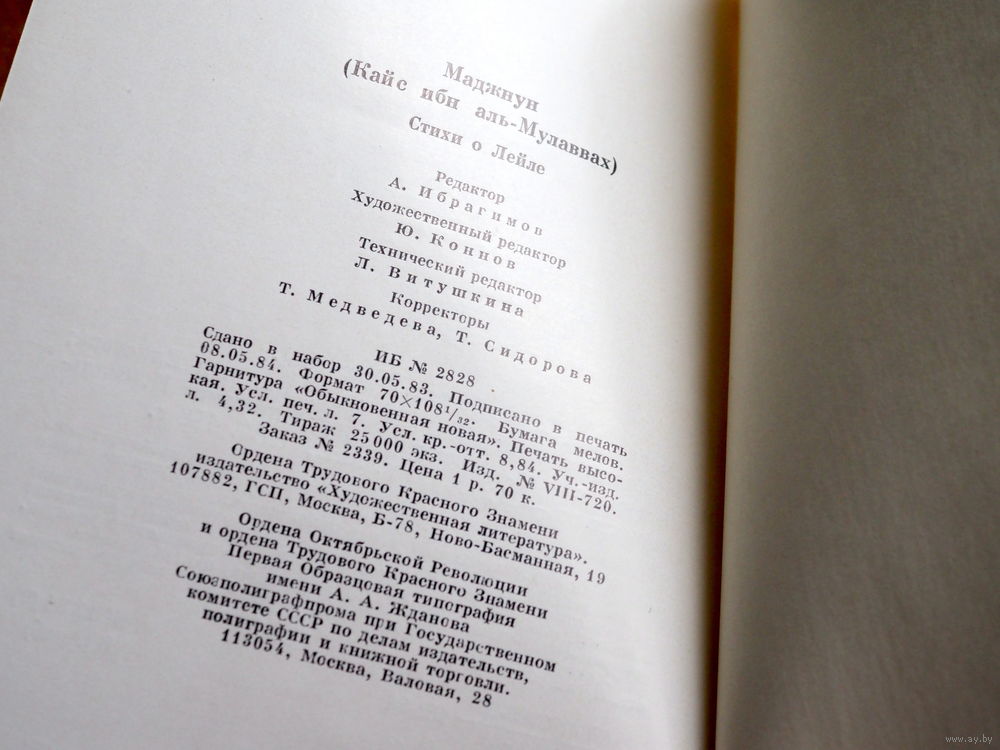 Маджнун
(Кайс ибн аль-Мулаввах)
Стихи о Лейле
Редактор
А. Ибрагимов
Художественный редактор
Ю. Коннов
Технический редактор
Л. Витушкина
Корректоры
Т. Медведева, Т. Сидорова
ИБ № 2828
Сдано в набор 30.05.83. Подписано в печать
08.05.84. Формат 70×108¹/₃₂. Бумага мелов.
Гарнитура «Обыкновенная новая». Печать высо-
кая. Усл. печ. л. 7. Усл. кр.-отт. 8,84. Уч.-изд.
л. 4,32. Тираж 25 000 экз. Изд. № VIII-720.
Заказ № 2339. Цена 1 р. 70 к.
Ордена Трудового Красного Знамени
издательство «Художественная литература».
107882, ГСП, Москва, Б-78, Ново-Басманная, 19
Ордена Октябрьской Революции
и ордена Трудового Красного Знамени
Первая Образцовая типография
имени А. А. Жданова
Союзполиграфпрома при Государственном
комитете СССР по делам издательств,
полиграфии и книжной торговли.
113054, Москва, Валовая, 28
www.ay.by